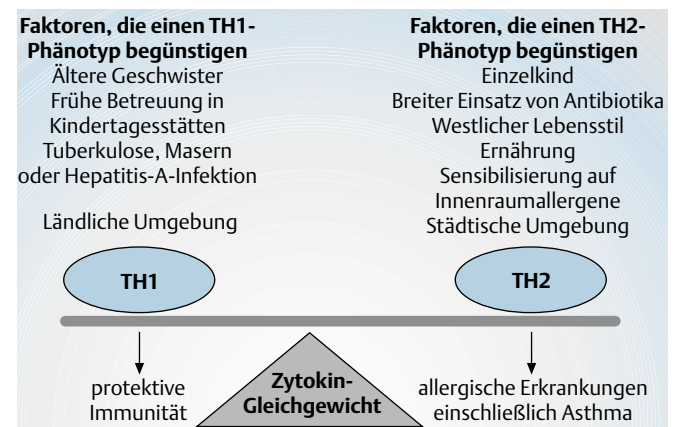 Faktoren, die einen TH1-
Phänotyp begünstigen
Ältere Geschwister
Frühe Betreuung in
Kindertagesstätten
Tuberkulose, Masern
oder Hepatitis-A-Infektion
Ländliche Umgebung
Faktoren, die einen TH2-
Phänotyp begünstigen
Einzelkind
Breiter Einsatz von Antibiotika
Westlicher Lebensstil
Ernährung
Sensibilisierung auf
Innenraumallergene
Städtische Umgebung
TH1
TH2
protektive
Immunität
Zytokin-
Gleichgewicht
allergische Erkrankungen
einschließlich Asthma